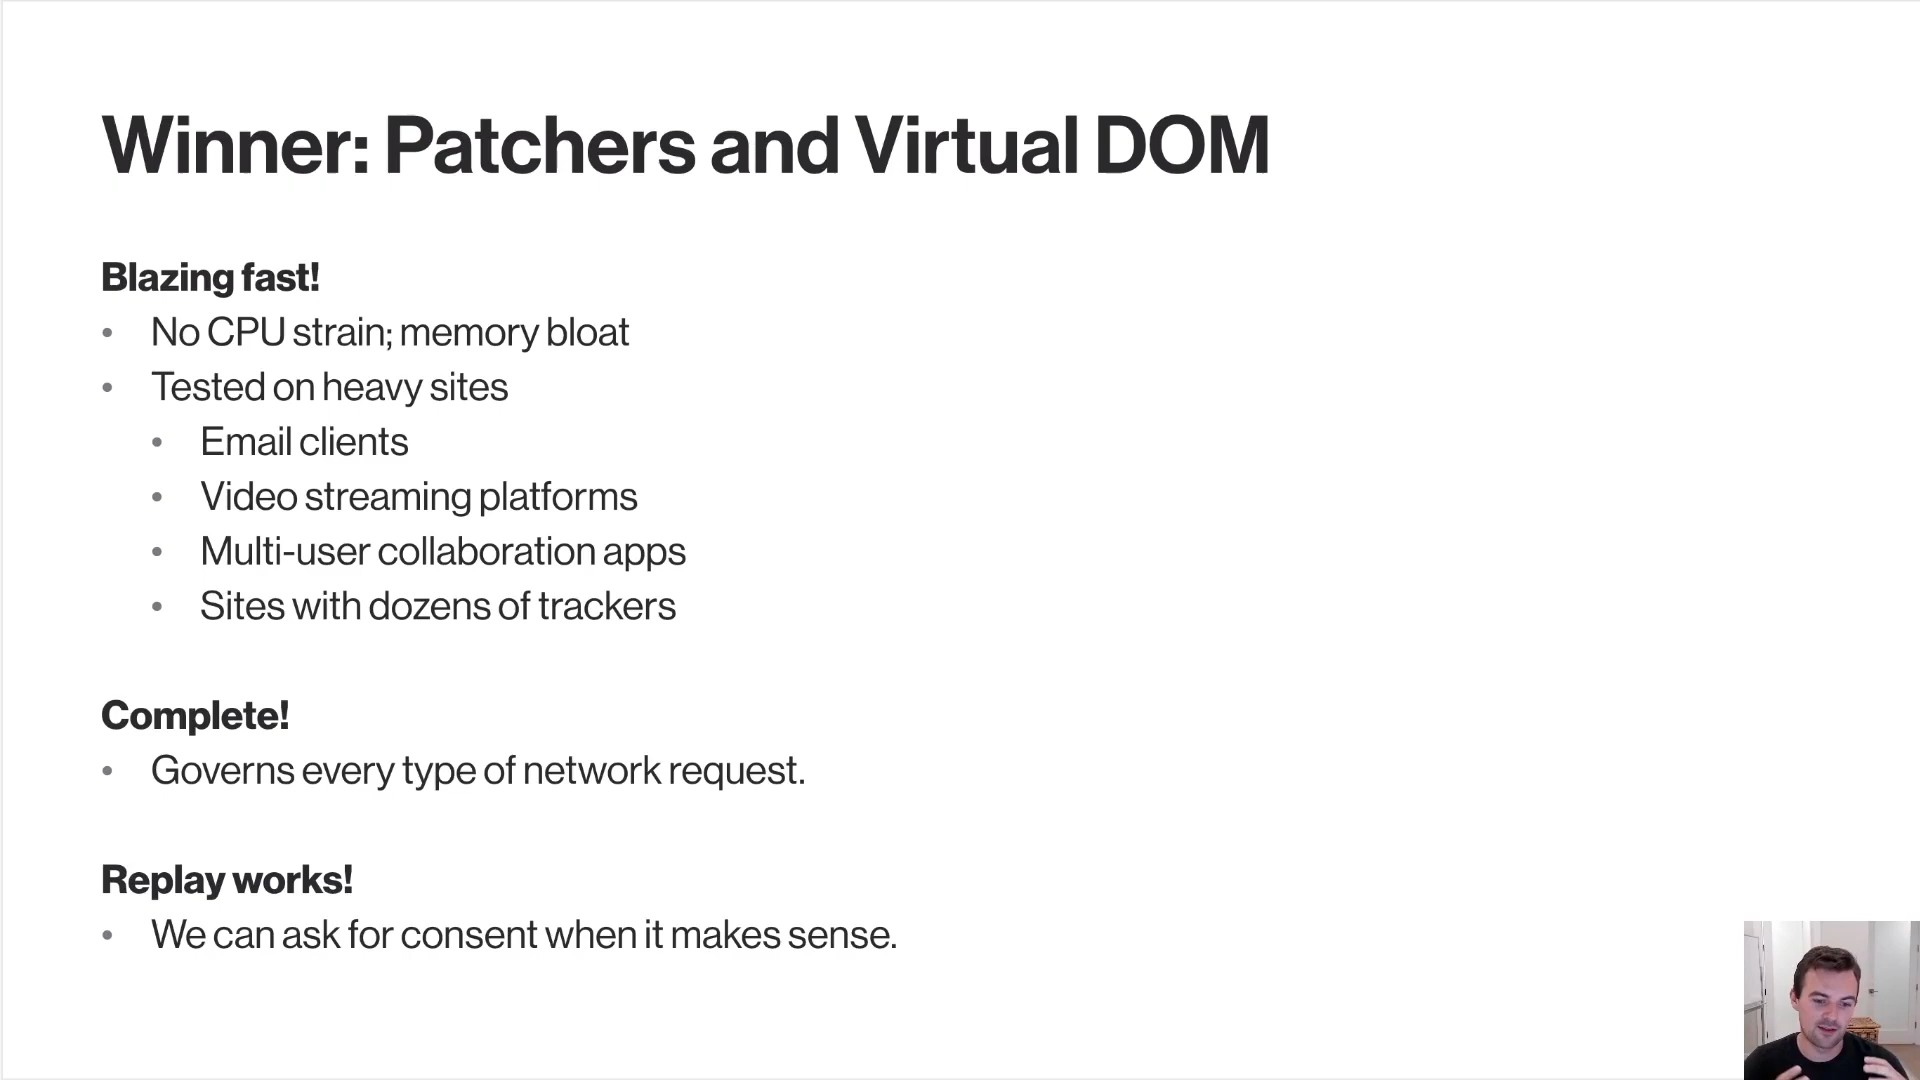 Winner: Patchers and Virtual DOM
Blazing fast!
• No CPU strain; memory bloat
• Tested on heavy sites
• Email clients
• Video streaming platforms
• Multi-user collaboration apps
• Sites with dozens of trackers
Complete!
• Governs every type of network request.
Replay works!
• We can ask for consent when it makes sense.